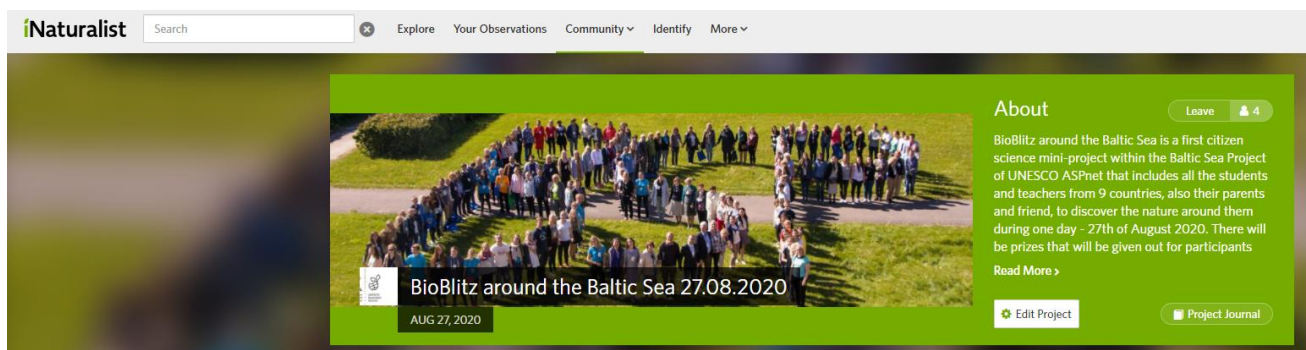 iNaturalist
Search
Explore
Your Observations
Community
Identify
More
About
Leave
4
BioBlitz around the Baltic Sea is a first citizen
science mini-project within the Baltic Sea Project
of UNESCO ASPnet that includes all the students
and teachers from 9 countries, also their parents
and friend, to discover the nature around them
during one day - 27th of August 2020. There will
be prizes that will be given out for participants
Read More >
BioBlitz around the Baltic Sea 27.08.2020
AUG 27, 2020
Edit Project
Project Journal